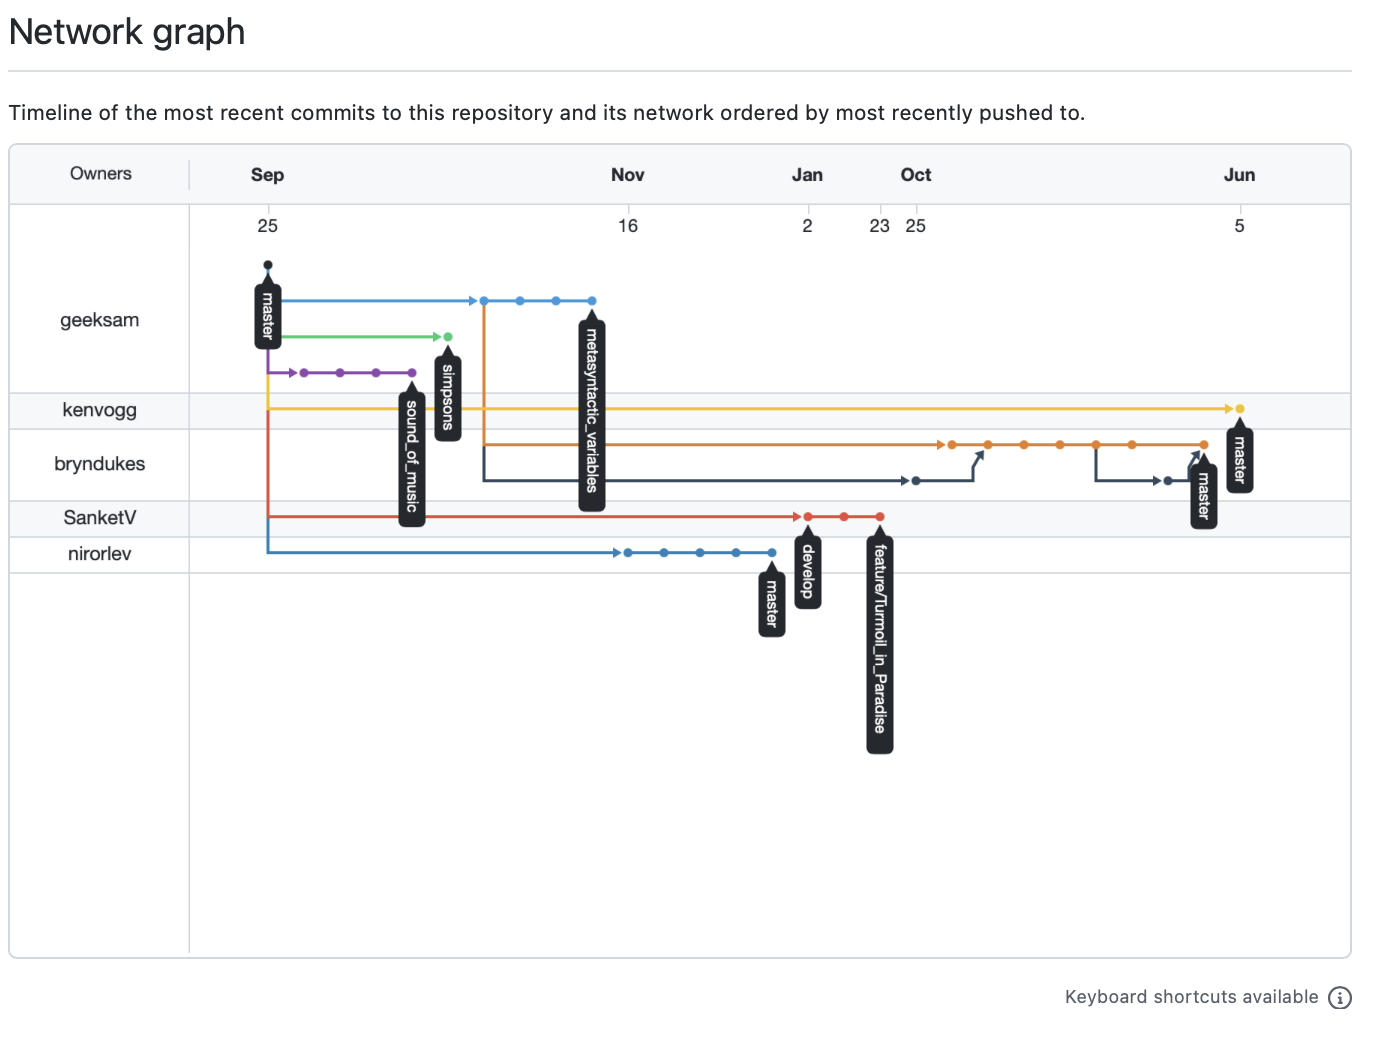 Network graph
Timeline of the most recent commits to this repository and its network ordered by most recently pushed to.
Owners
Sep
Nov
Jan
Oct
Jun
25
16
2
23
25
5
geeksam
master
metasyntactic_variables
simpsons
sound_of_music
kenvogg
master
bryndukes
master
SanketV
develop
feature/Turmoil_in_Paradise
nirorlev
master
Keyboard shortcuts available